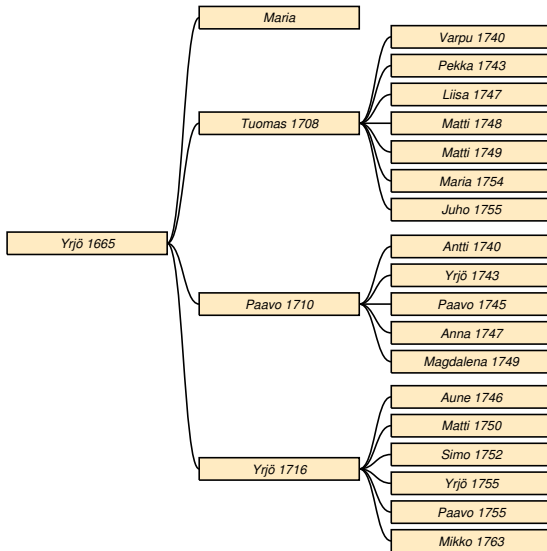 Yrjö 1665
Maria
Tuomas 1708
Varpu 1740
Pekka 1743
Liisa 1747
Matti 1748
Matti 1749
Maria 1754
Juho 1755
Paavo 1710
Antti 1740
Yrjö 1743
Paavo 1745
Anna 1747
Magdalena 1749
Yrjö 1716
Aune 1746
Matti 1750
Simo 1752
Yrjö 1755
Paavo 1755
Mikko 1763